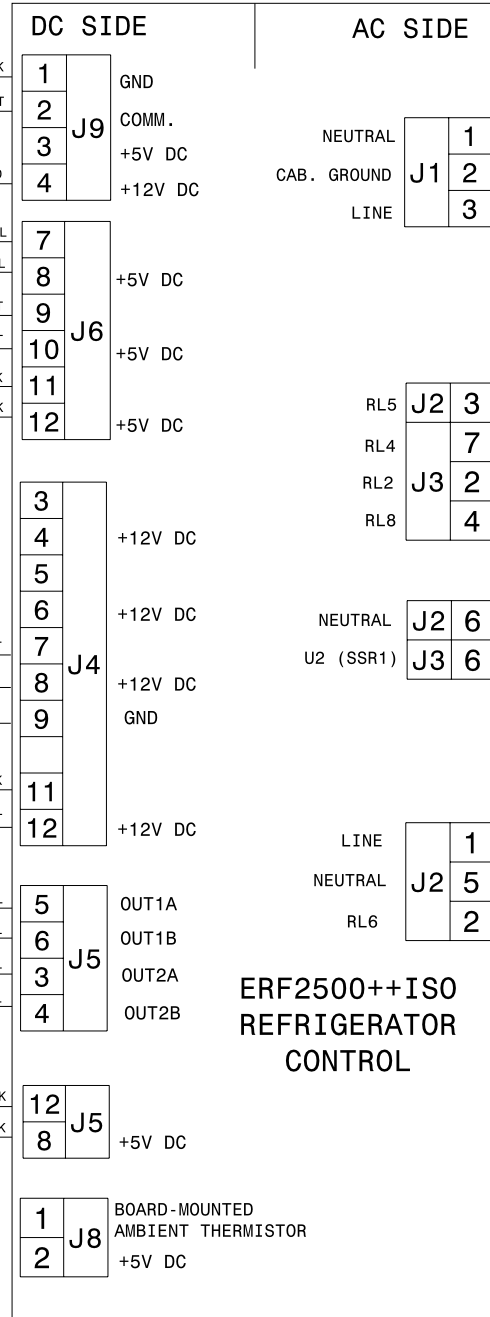 DC SIDE
AC SIDE
K
T
O
L
L
K
K
K
K
K
1 GND
2 COMM.
J9
3 +5V DC
4 +12V DC
7
8 +5V DC
9
J6
10 +5V DC
11
12 +5V DC
3
4 +12V DC
5
6 +12V DC
7
J4
8 +12V DC
9 GND
11
12 +12V DC
5 OUT1A
6 OUT1B
J5
3 OUT2A
4 OUT2B
12
J5
8 +5V DC
1 BOARD-MOUNTED
AMBIENT THERMISTOR
J8
2 +5V DC
NEUTRAL 1
CAB. GROUND J1 2
LINE 3
RL5 J2 3
RL4 7
RL2 J3 2
RL8 4
NEUTRAL J2 6
U2 (SSR1) J3 6
LINE 1
NEUTRAL J2 5
RL6 2
ERF2500++ISO
REFRIGERATOR
CONTROL